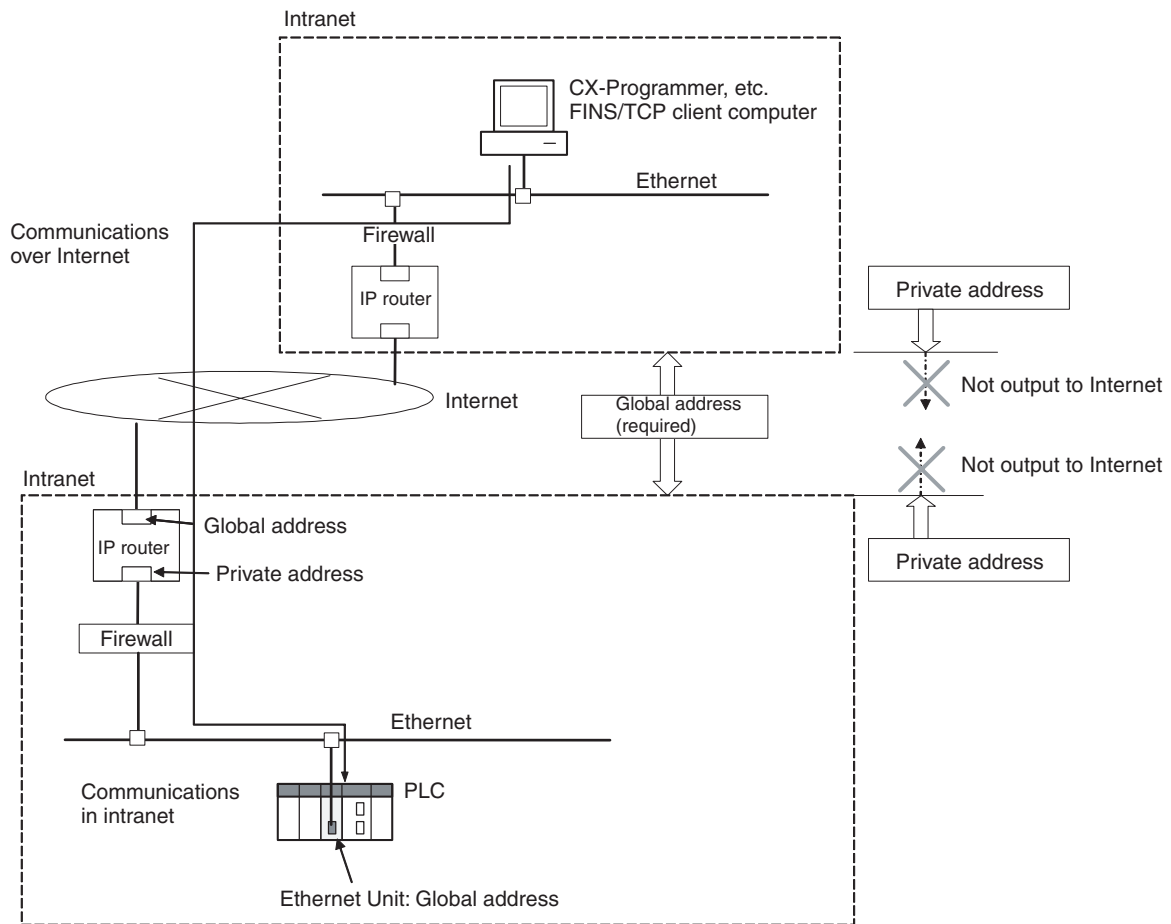 Intranet
CX-Programmer, etc.
FINS/TCP client computer
Ethernet
Communications
over Internet
Firewall
IP router
Private address
Internet
Global address
(required)
Not output to Internet
Not output to Internet
Intranet
Global address
IP router
Private address
Private address
Firewall
Ethernet
Communications
in intranet
PLC
Ethernet Unit: Global address